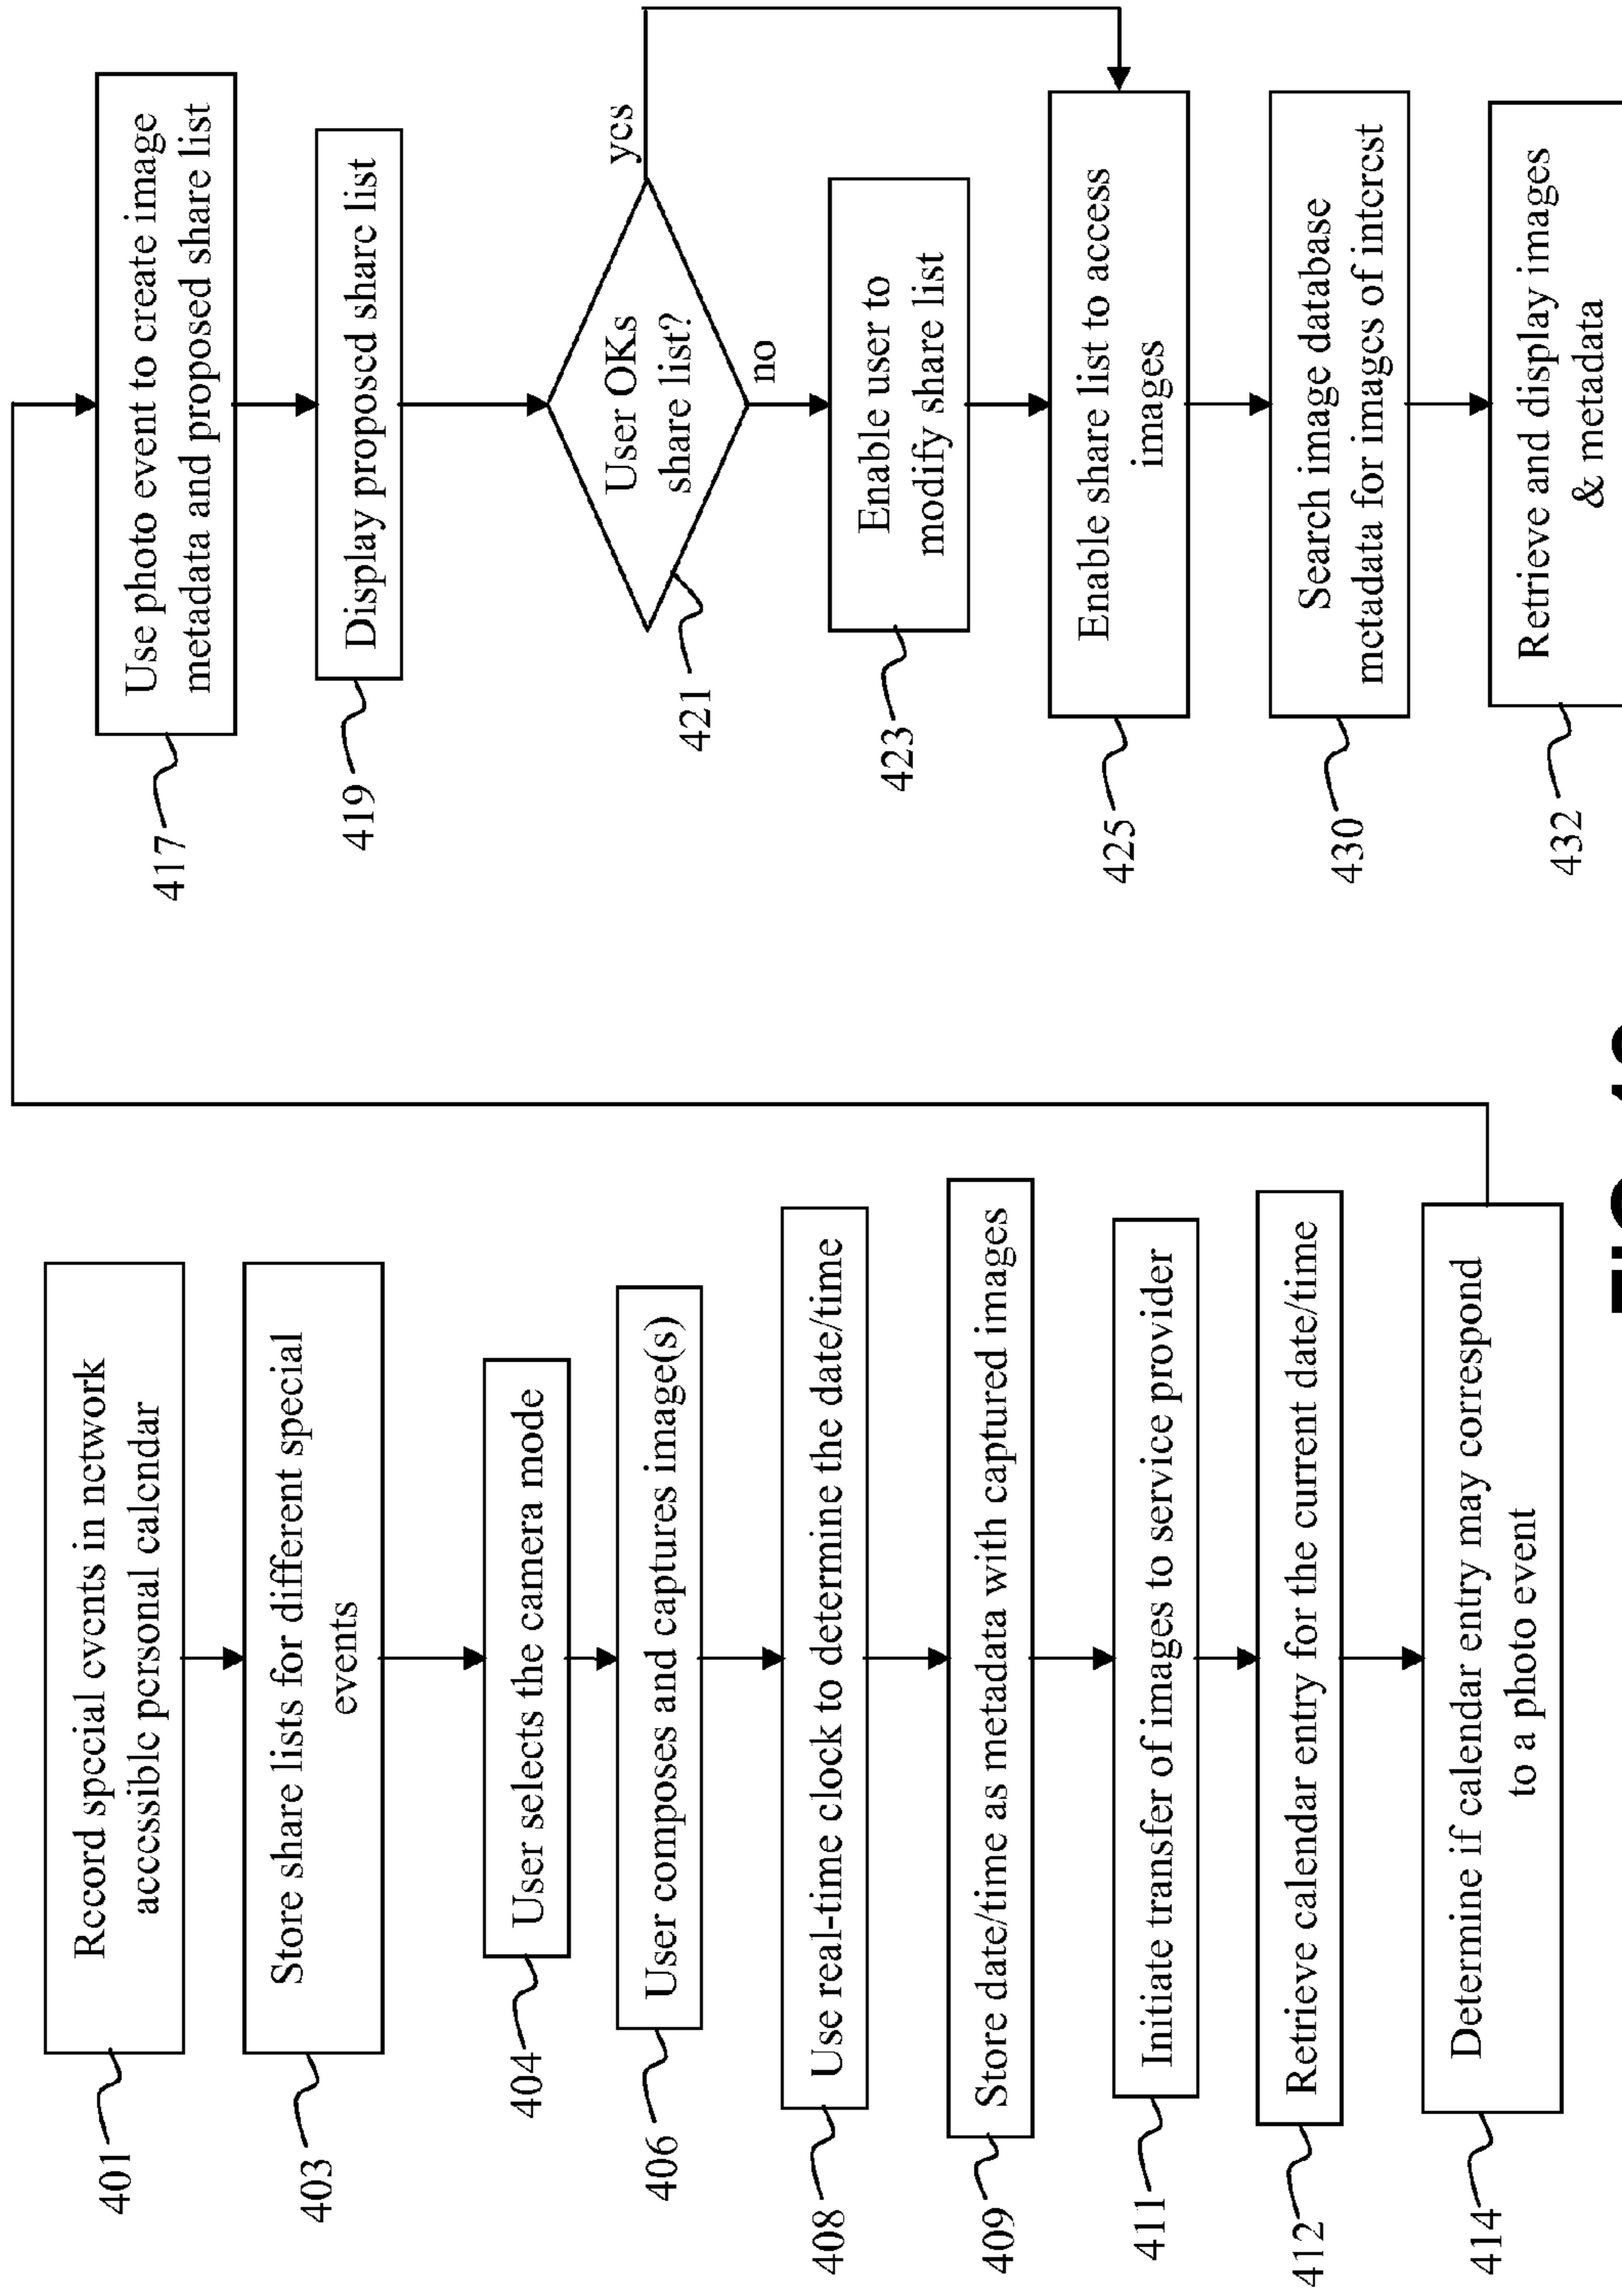 401
Record special events in network
accessible personal calendar
403
Store share lists for different special
events
404
User selects the camera mode
406
User composes and captures image(s)
408
Use real-time clock to determine the date/time
409
Store date/time as metadata with captured images
411
Initiate transfer of images to service provider
412
Retrieve calendar entry for the current date/time
414
Determine if calendar entry may correspond
to a photo event
417
Use photo event to create image
metadata and proposed share list
419
Display proposed share list
421
User OKs
share list?
yes
no
423
Enable user to
modify share list
425
Enable share list to access
images
430
Search image database
metadata for images of interest
432
Retrieve and display images
& metadata